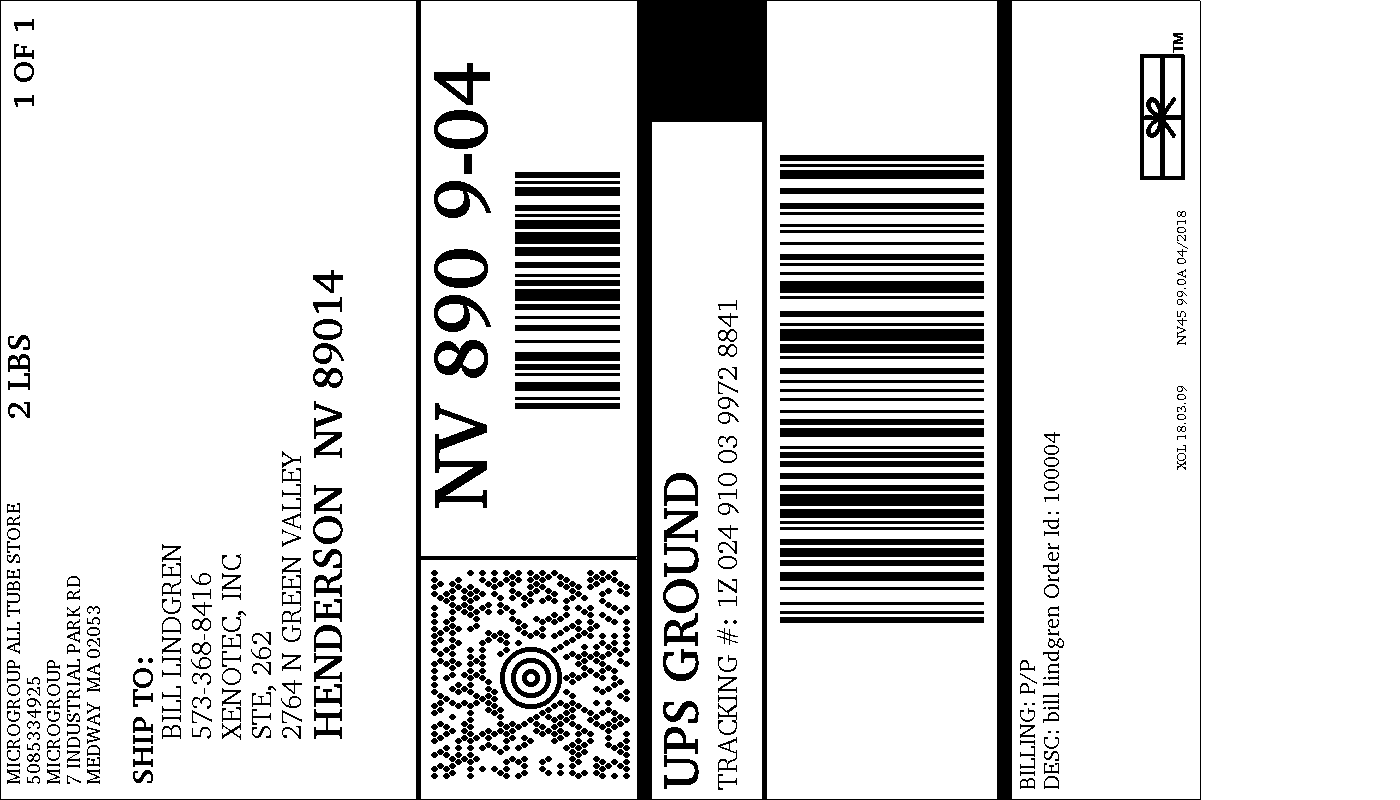 MICROGROUP ALL TUBE STORE
5085334925
MICROGROUP
7 INDUSTRIAL PARK RD
MEDWAY MA 02053
2 LBS
1 OF 1
SHIP TO:
BILL LINDGREN
573-368-8416
XENOTEC, INC
STE, 262
2764 N GREEN VALLEY
HENDERSON NV 89014
NV 890 9-04
UPS GROUND
TRACKING #: 1Z 024 910 03 9972 8841
BILLING: P/P
DESC: bill lindgren Order Id: 100004
XOL 18.03.09 NV45 99.0A 04/2018
TM